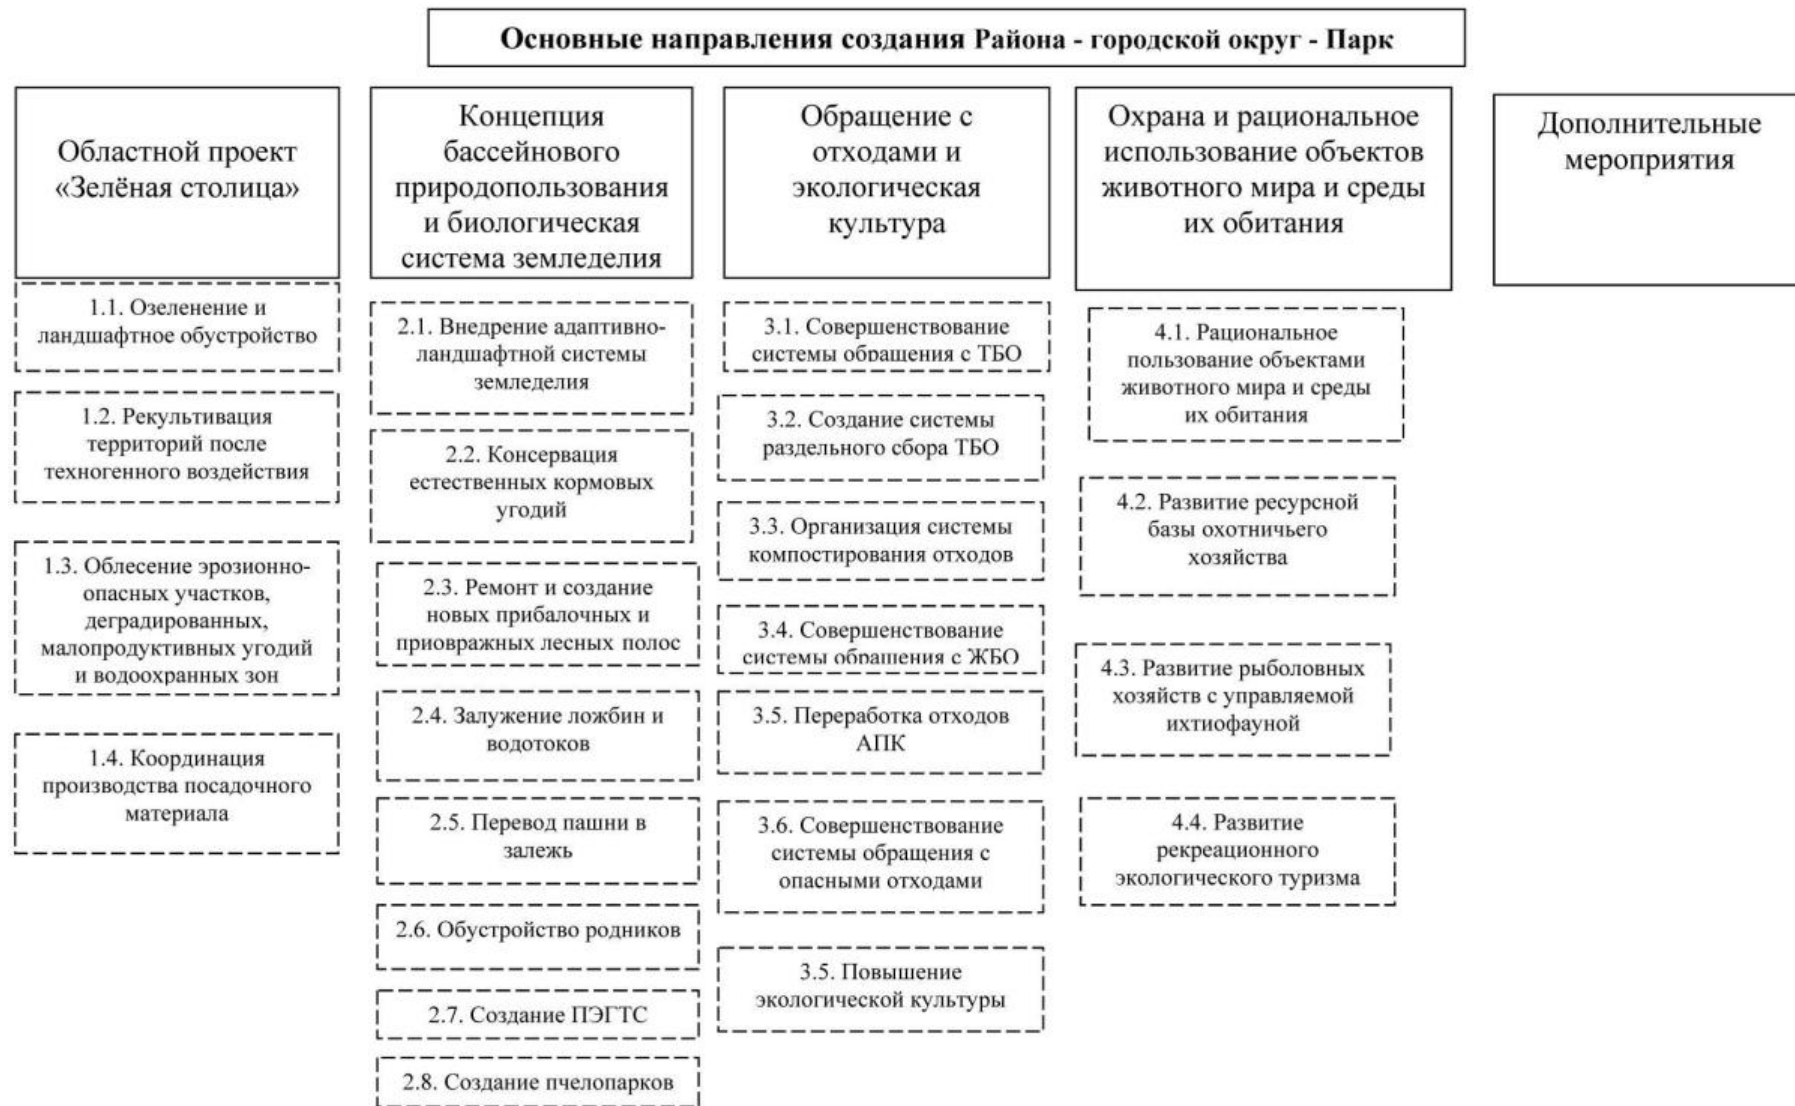 Основные направления создания Района - городской округ - Парк
Областной проект
«Зелёная столица»
1.1. Озеленение и
ландшафтное обустройство
1.2. Рекультивация
территорий после
техногенного воздействия
1.3. Облесение эрозионно-
опасных участков,
деградированных,
малопродуктивных угодий
и водоохранных зон
1.4. Координация
производства посадочного
материала
Концепция
бассейнового
природопользования
и биологическая
система земледелия
2.1. Внедрение адаптивно-
ландшафтной системы
земледелия
2.2. Консервация
естественных кормовых
угодий
2.3. Ремонт и создание
новых прибалочных и
приовражных лесных полос
2.4. Залужение ложбин и
водотоков
2.5. Перевод пашни в
залежь
2.6. Обустройство родников
2.7. Создание ПЭГТС
2.8. Создание пчелопарков
Обращение с
отходами и
экологическая
культура
3.1. Совершенствование
системы обращения с ТБО
3.2. Создание системы
раздельного сбора ТБО
3.3. Организация системы
компостирования отходов
3.4. Совершенствование
системы обращения с ЖБО
3.5. Переработка отходов
АПК
3.6. Совершенствование
системы обращения с
опасными отходами
3.5. Повышение
экологической культуры
Охрана и рациональное
использование объектов
животного мира и среды
их обитания
4.1. Рациональное
пользование объектами
животного мира и среды
их обитания
4.2. Развитие ресурсной
базы охотничьего
хозяйства
4.3. Развитие рыболовных
хозяйств с управляемой
ихтиофауной
4.4. Развитие
рекреационного
экологического туризма
Дополнительные
мероприятия